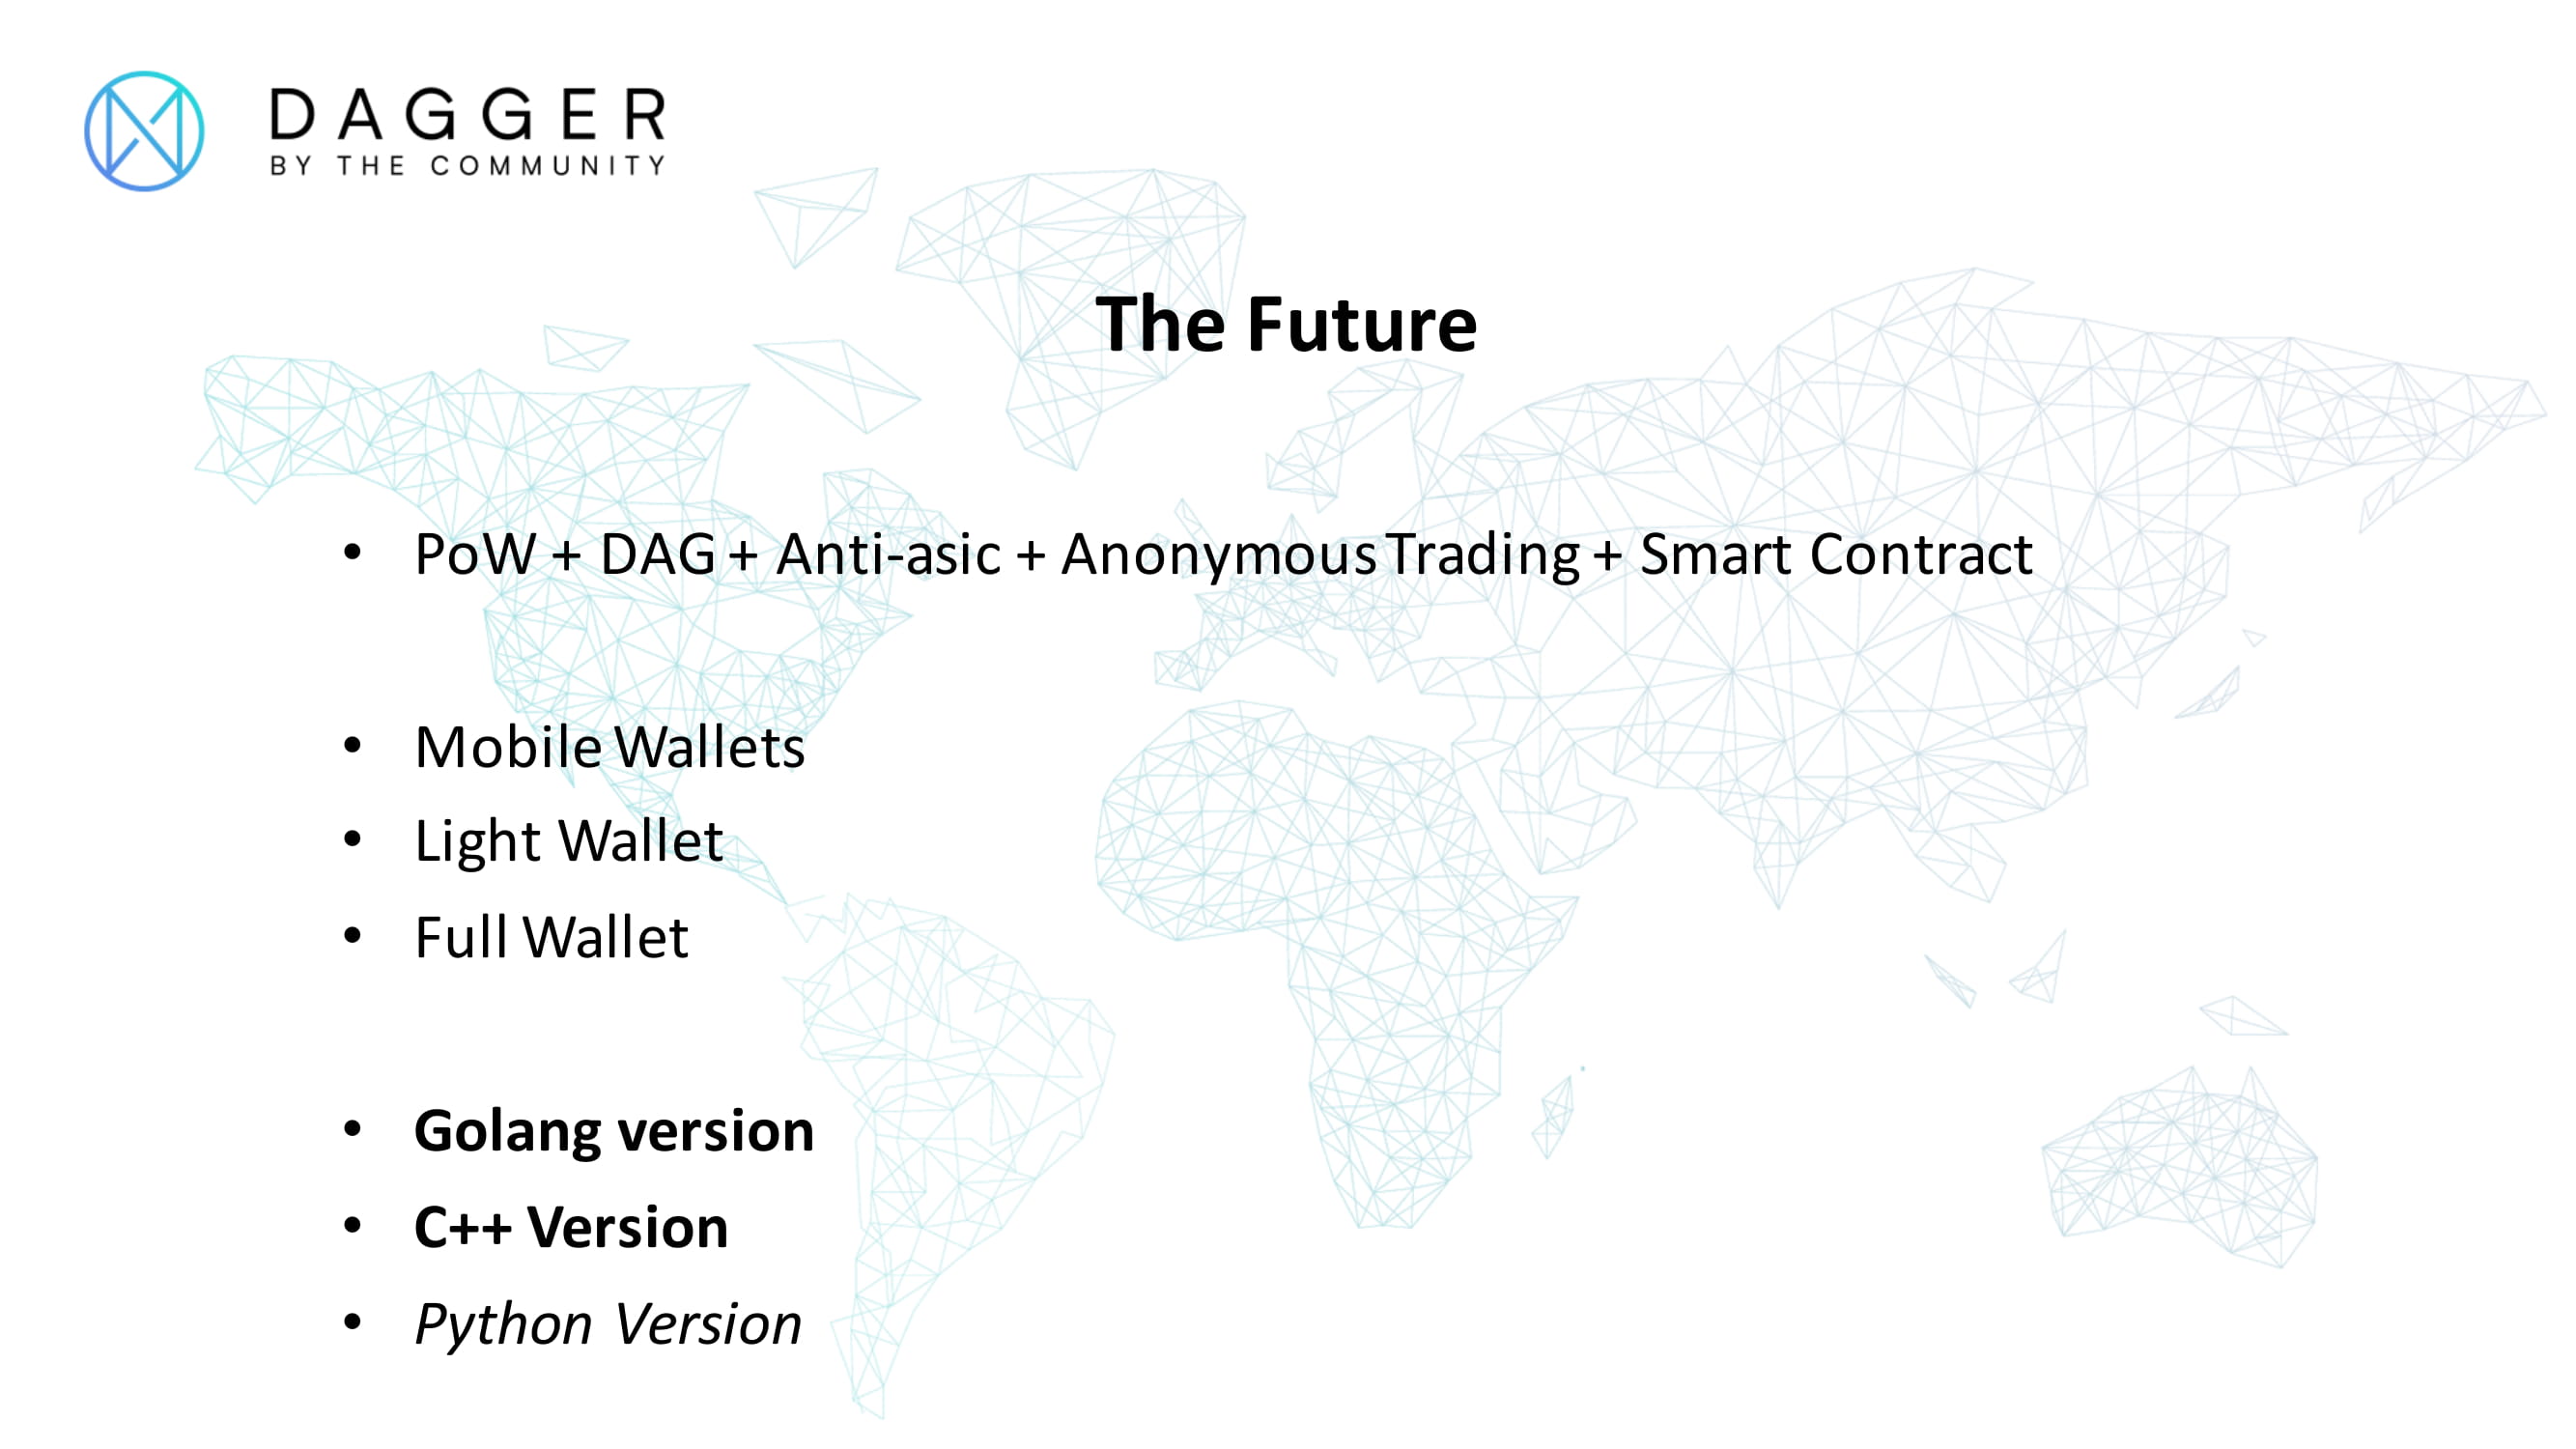 DAGGER
BY THE COMMUNITY
The Future
• PoW + DAG + Anti-asic + Anonymous Trading + Smart Contract
• Mobile Wallets
• Light Wallet
• Full Wallet
• Golang version
• C++ Version
• Python Version